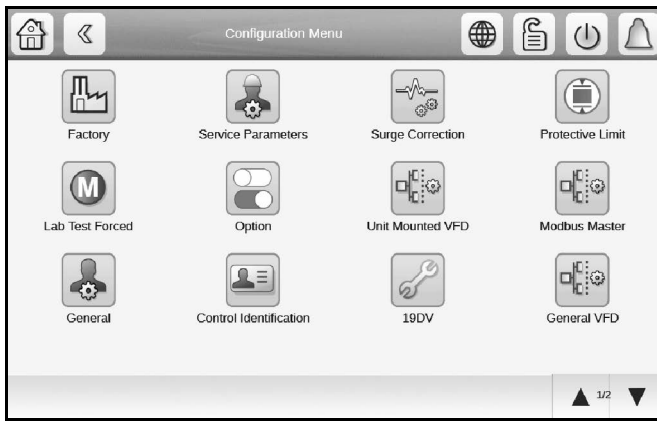 Configuration Menu
Factory
Service Parameters
Surge Correction
Protective Limit
M
Lab Test Forced
Option
Unit Mounted VFD
Modbus Master
General
Control Identification
19DV
General VFD
1/2